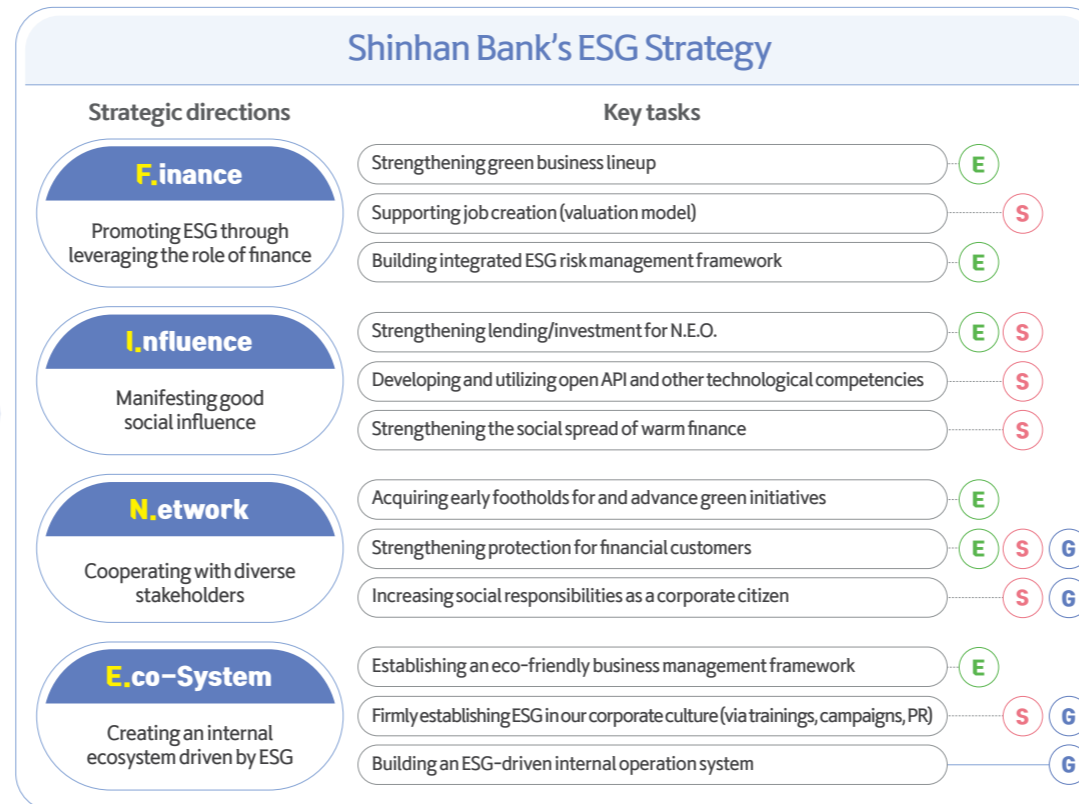 Shinhan Bank's ESG Strategy
Strategic directions
Key tasks
F.inance
Promoting ESG through
leveraging the role of finance
Strengthening green business lineup
E
Supporting job creation (valuation model)
S
Building integrated ESG risk management framework
E
I.nfluence
Manifesting good
social influence
Strengthening lending/investment for N.E.O.
E S
Developing and utilizing open API and other technological competencies
S
Strengthening the social spread of warm finance
S
N.etwork
Cooperating with diverse
stakeholders
Acquiring early footholds for and advance green initiatives
E
Strengthening protection for financial customers
E S G
Increasing social responsibilities as a corporate citizen
S G
E.co-System
Creating an internal
ecosystem driven by ESG
Establishing an eco-friendly business management framework
E
Firmly establishing ESG in our corporate culture (via trainings, campaigns, PR)
S G
Building an ESG-driven internal operation system
G